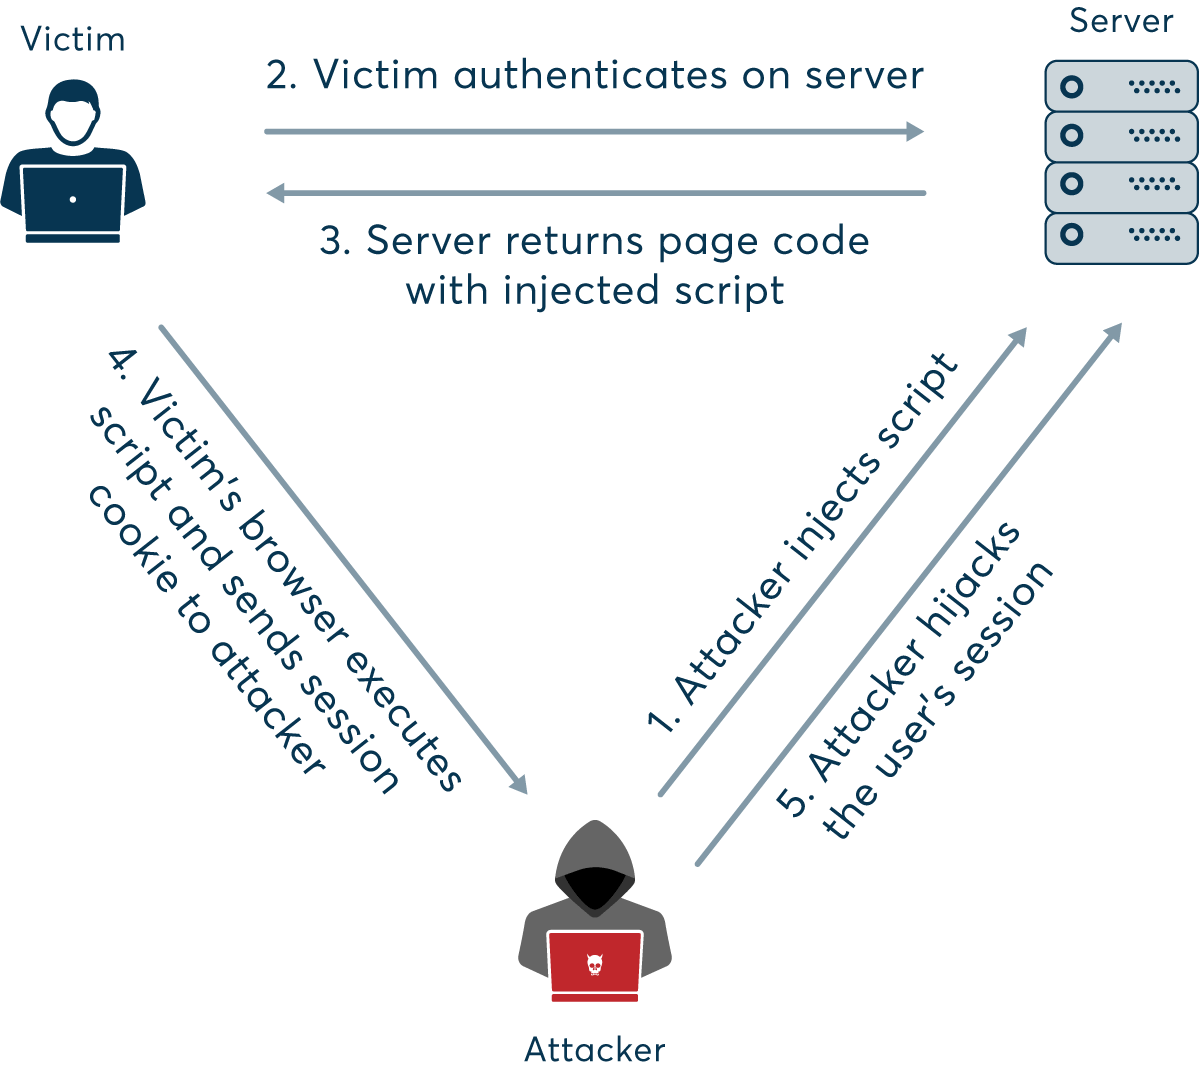 Victim
Server
2. Victim authenticates on server
3. Server returns page code
with injected script
4. Victim's browser executes
script and sends session
cookie to attacker
1. Attacker injects script
5. Attacker hijacks
the user's session
Attacker